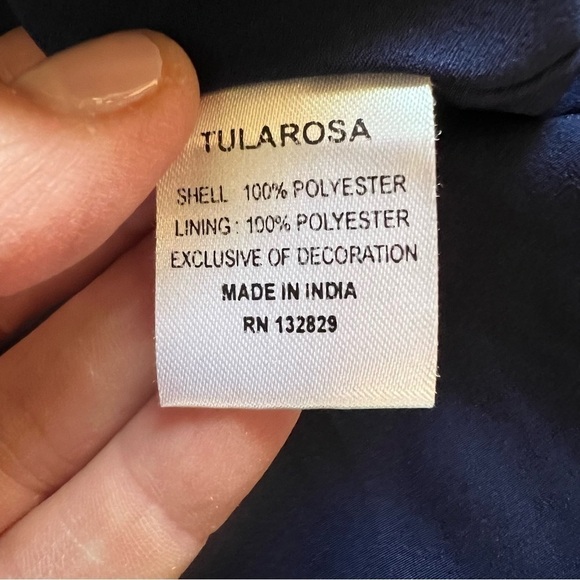 TULAROSA
SHELL 100% POLYESTER
LINING : 100% POLYESTER
EXCLUSIVE OF DECORATION
MADE IN INDIA
RN 132829